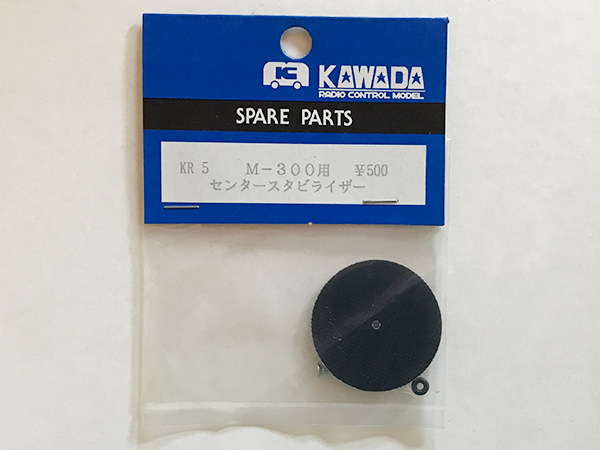 KAWADA
RADIO CONTROL MODEL
SPARE PARTS
KR 5 M-300用 ¥500
センタースタビライザー